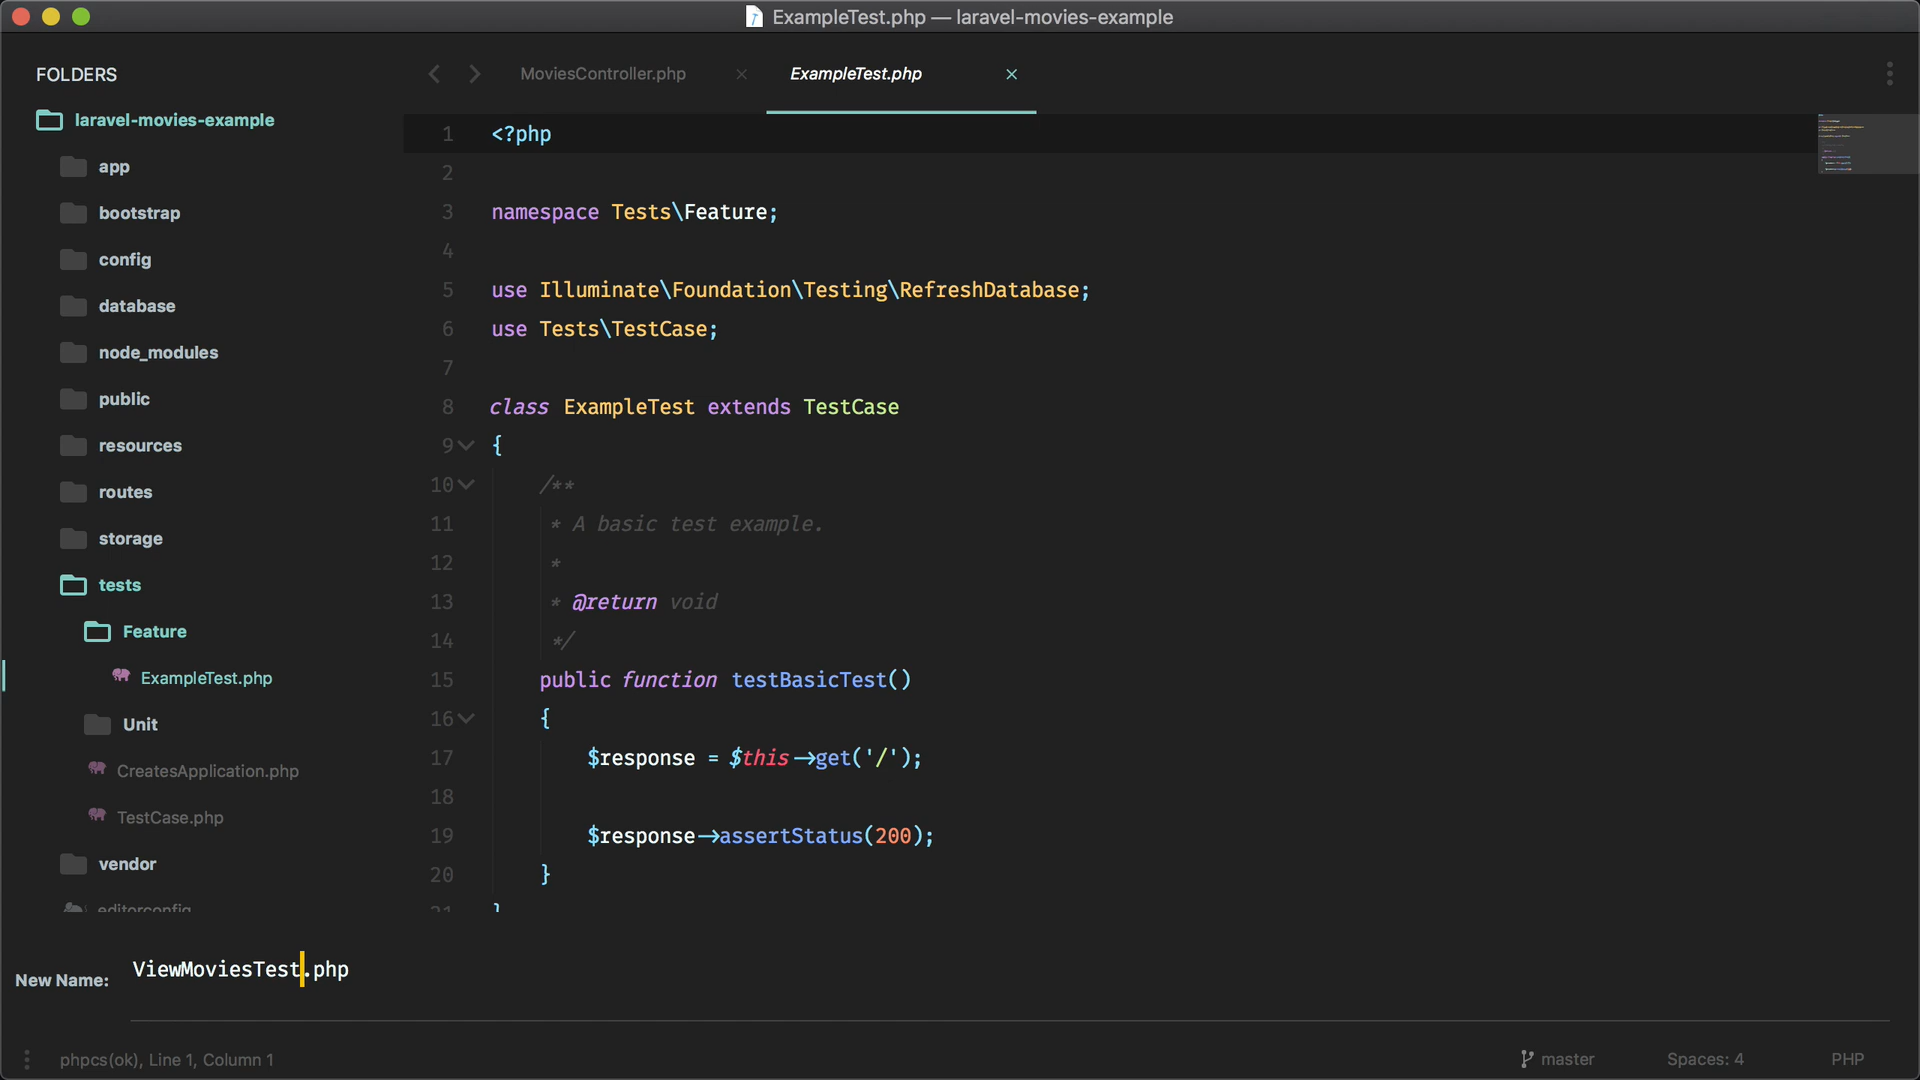 ExampleTest.php — laravel-movies-example
FOLDERS
laravel-movies-example
app
bootstrap
config
database
node_modules
public
resources
routes
storage
tests
Feature
ExampleTest.php
Unit
CreatesApplication.php
TestCase.php
vendor
editorconfig
MoviesController.php × ExampleTest.php ×
1 <?php
2
3 namespace Tests\Feature;
4
5 use Illuminate\Foundation\Testing\RefreshDatabase;
6 use Tests\TestCase;
7
8 class ExampleTest extends TestCase
9 {
10 /**
11 * A basic test example.
12 *
13 * @return void
14 */
15 public function testBasicTest()
16 {
17 $response = $this->get('/');
18
19 $response->assertStatus(200);
20 }
21 }
New Name: ViewMoviesTest.php
phpcs(ok), Line 1, Column 1
master
Spaces: 4
PHP